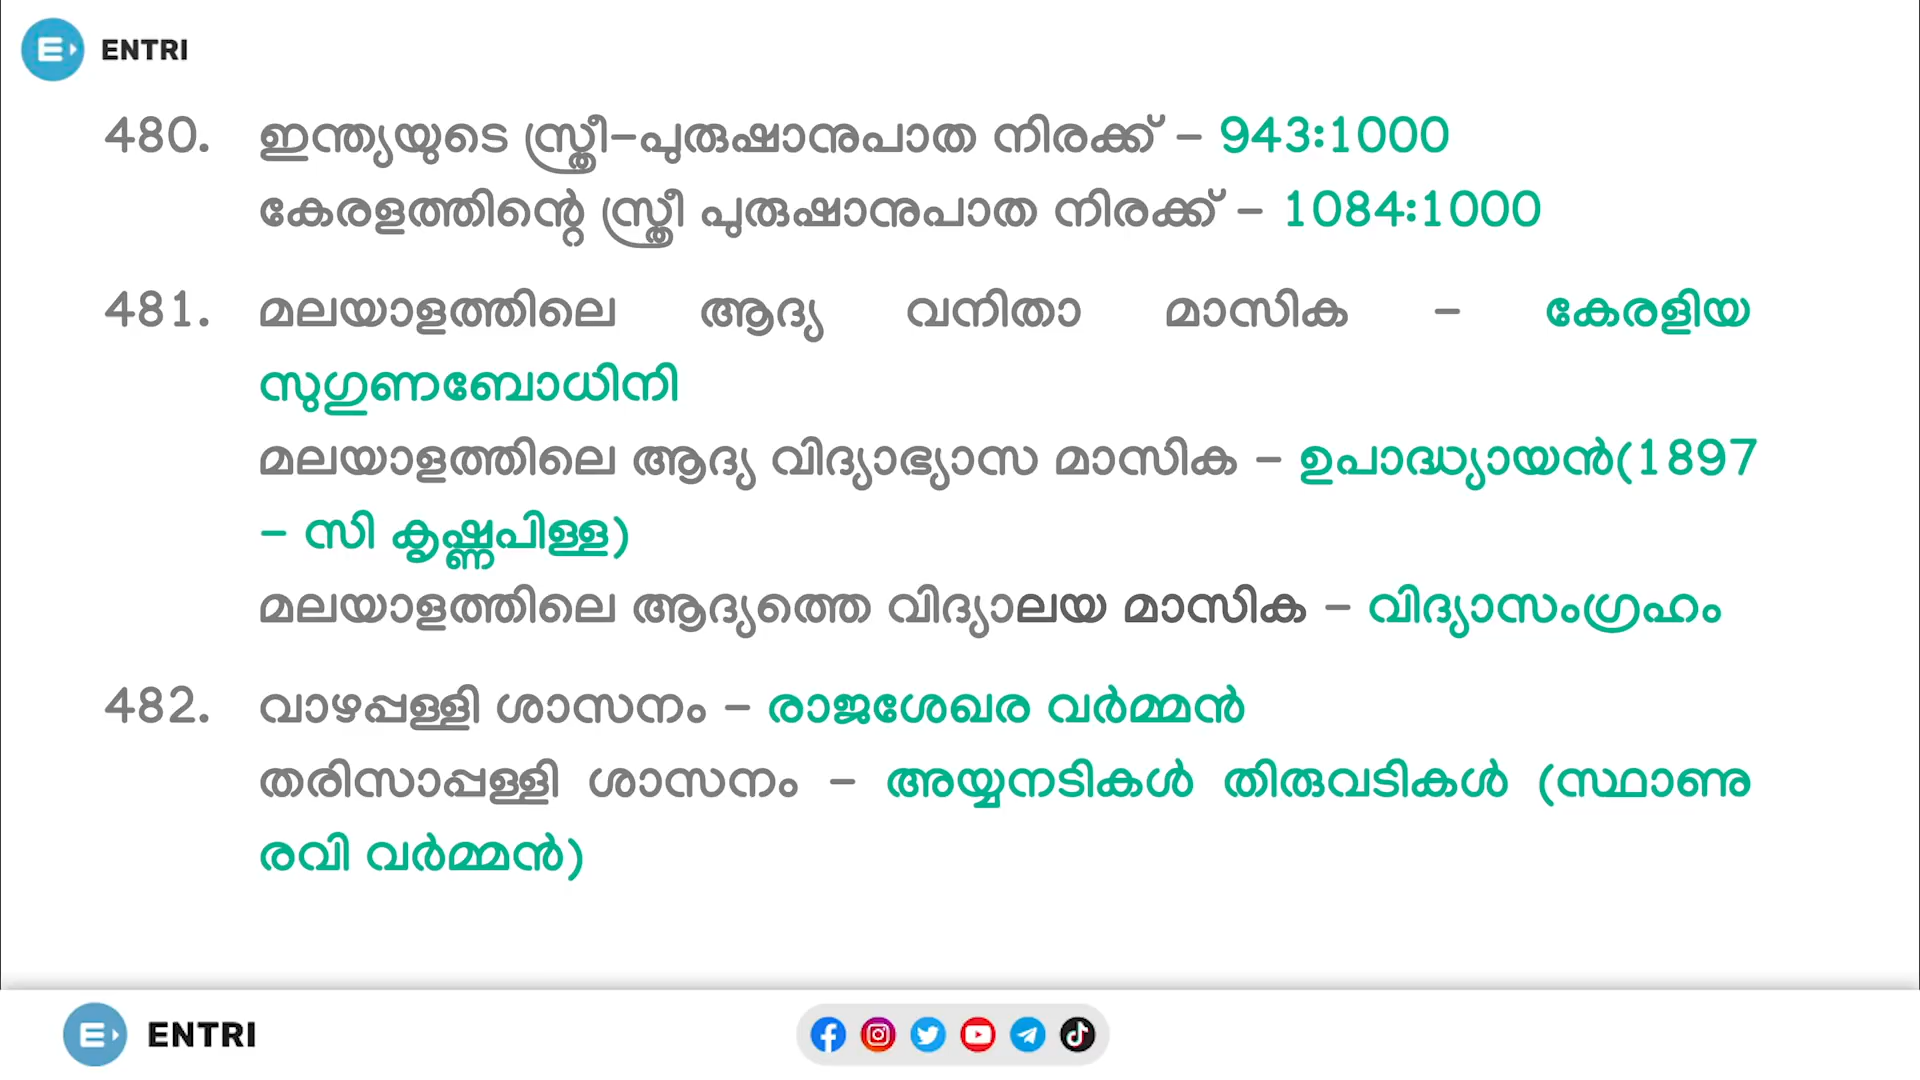 ENTRI
480. ഇന്ത്യയുടെ സ്ത്രീ-പുരുഷാനുപാത നിരക്ക് - 943:1000
കേരളത്തിന്റെ സ്ത്രീ പുരുഷാനുപാത നിരക്ക് - 1084:1000
481. മലയാളത്തിലെ ആദ്യ വനിതാ മാസിക - കേരളിയ
സുഗുണബോധിനി
മലയാളത്തിലെ ആദ്യ വിദ്യാഭ്യാസ മാസിക - ഉപാദ്ധ്യായൻ(1897
- സി കൃഷ്ണപിള്ള)
മലയാളത്തിലെ ആദ്യത്തെ വിദ്യാലയ മാസിക - വിദ്യാസംഗ്രഹം
482. വാഴപ്പള്ളി ശാസനം - രാജശേഖര വർമ്മൻ
തരിസാപ്പള്ളി ശാസനം - അയ്യനടികൾ തിരുവടികൾ (സ്ഥാണു
രവി വർമ്മൻ)
ENTRI